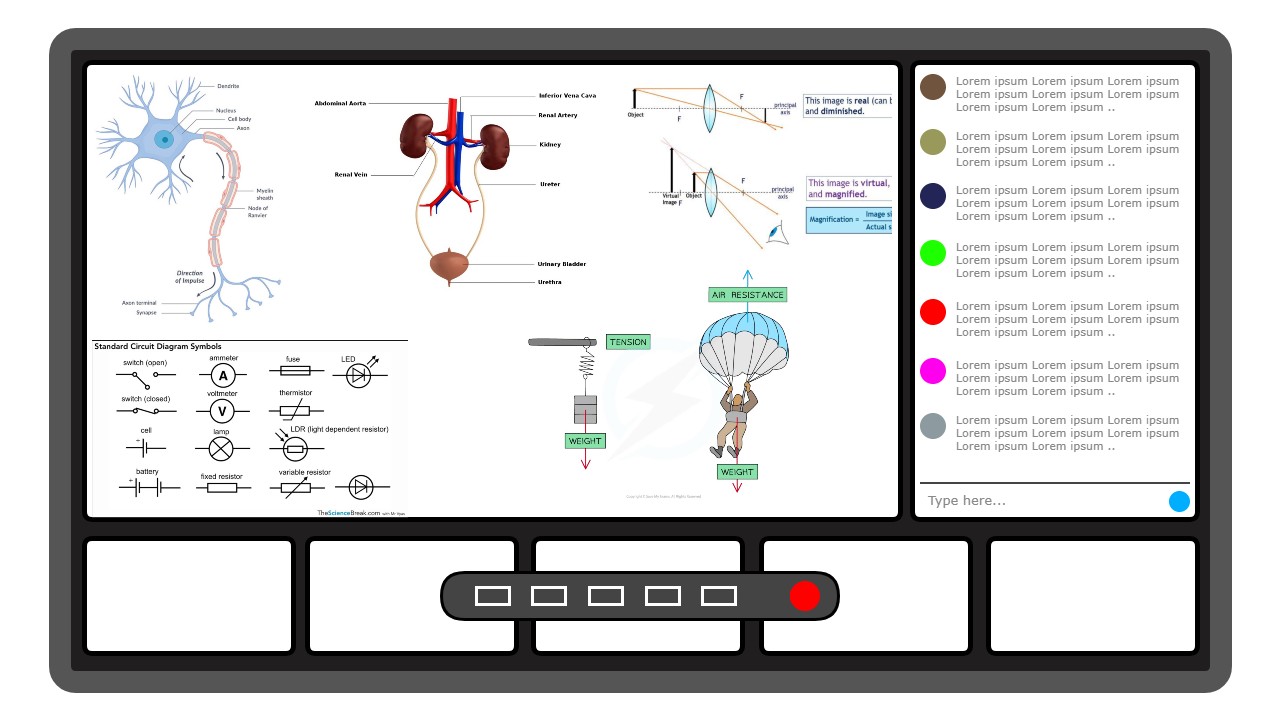 Dendrite
Nucleus
Cell body
Axon
Myelin
sheath
Node of
Ranvier
Direction
of Impulse
Axon terminal
Synapse
Abdominal Aorta
Inferior Vena Cava
Renal Artery
Kidney
Renal Vein
Ureter
Urinary Bladder
Urethra
Object
F
F
principal
axis
This image is real (can b
and diminished.
Virtual
Image
F
Object
F
principal
axis
This image is virtual,
and magnified.
Magnification =
Image si
Actual s
AIR RESISTANCE
TENSION
WEIGHT
WEIGHT
Standard Circuit Diagram Symbols
switch (open)
ammeter
A
fuse
LED
switch (closed)
voltmeter
V
thermistor
cell
+
lamp
LDR (light dependent resistor)
battery
+
fixed resistor
variable resistor
TheScienceBreak.com with Mr Ilyas
Lorem ipsum Lorem ipsum Lorem ipsum
Lorem ipsum Lorem ipsum Lorem ipsum
Lorem ipsum Lorem ipsum ..
Lorem ipsum Lorem ipsum Lorem ipsum
Lorem ipsum Lorem ipsum Lorem ipsum
Lorem ipsum Lorem ipsum ..
Lorem ipsum Lorem ipsum Lorem ipsum
Lorem ipsum Lorem ipsum Lorem ipsum
Lorem ipsum Lorem ipsum ..
Lorem ipsum Lorem ipsum Lorem ipsum
Lorem ipsum Lorem ipsum Lorem ipsum
Lorem ipsum Lorem ipsum ..
Lorem ipsum Lorem ipsum Lorem ipsum
Lorem ipsum Lorem ipsum Lorem ipsum
Lorem ipsum Lorem ipsum ..
Lorem ipsum Lorem ipsum Lorem ipsum
Lorem ipsum Lorem ipsum Lorem ipsum
Lorem ipsum Lorem ipsum ..
Lorem ipsum Lorem ipsum Lorem ipsum
Lorem ipsum Lorem ipsum Lorem ipsum
Lorem ipsum Lorem ipsum ..
Type here...